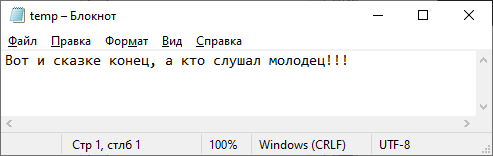 temp – Блокнот
Файл Правка Формат Вид Справка
Вот и сказке конец, а кто слушал молодец!!!
Стр 1, стлб 1 100% Windows (CRLF) UTF-8